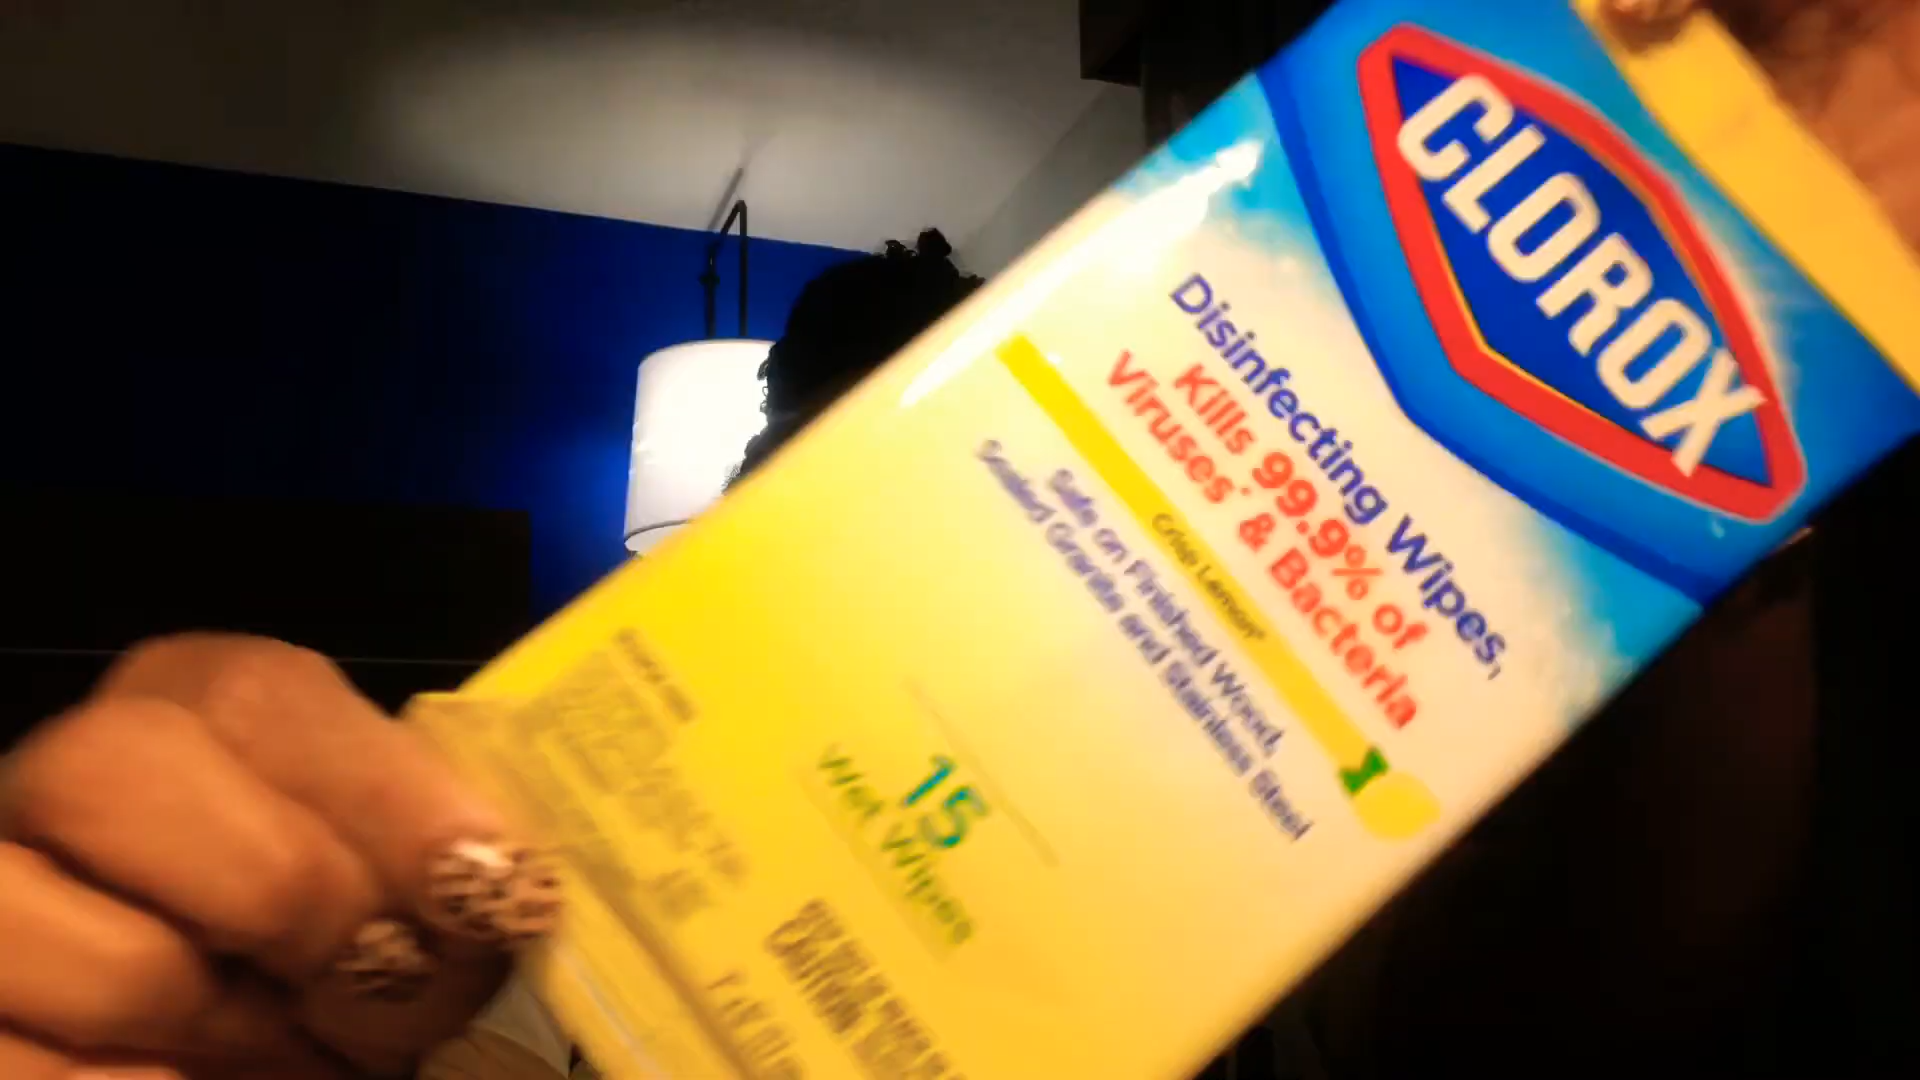 CLOROX
Disinfecting Wipes,
Kills 99.9% of
Viruses* & Bacteria
Crisp Lemon®
Safe on Finished Wood,
Sealed Granite and Stainless Steel
15
Wet Wipes